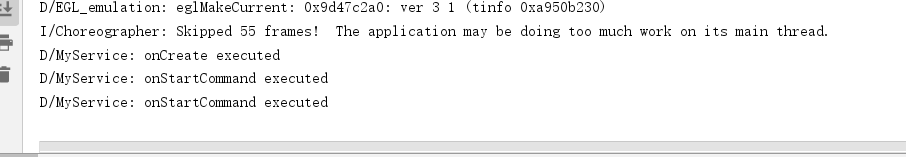 D/EGL_emulation: eglMakeCurrent: 0x9d47c2a0: ver 3 1 (tinfo 0xa950b230)
I/Choreographer: Skipped 55 frames!  The application may be doing too much work on its main thread.
D/MyService: onCreate executed
D/MyService: onStartCommand executed
D/MyService: onStartCommand executed